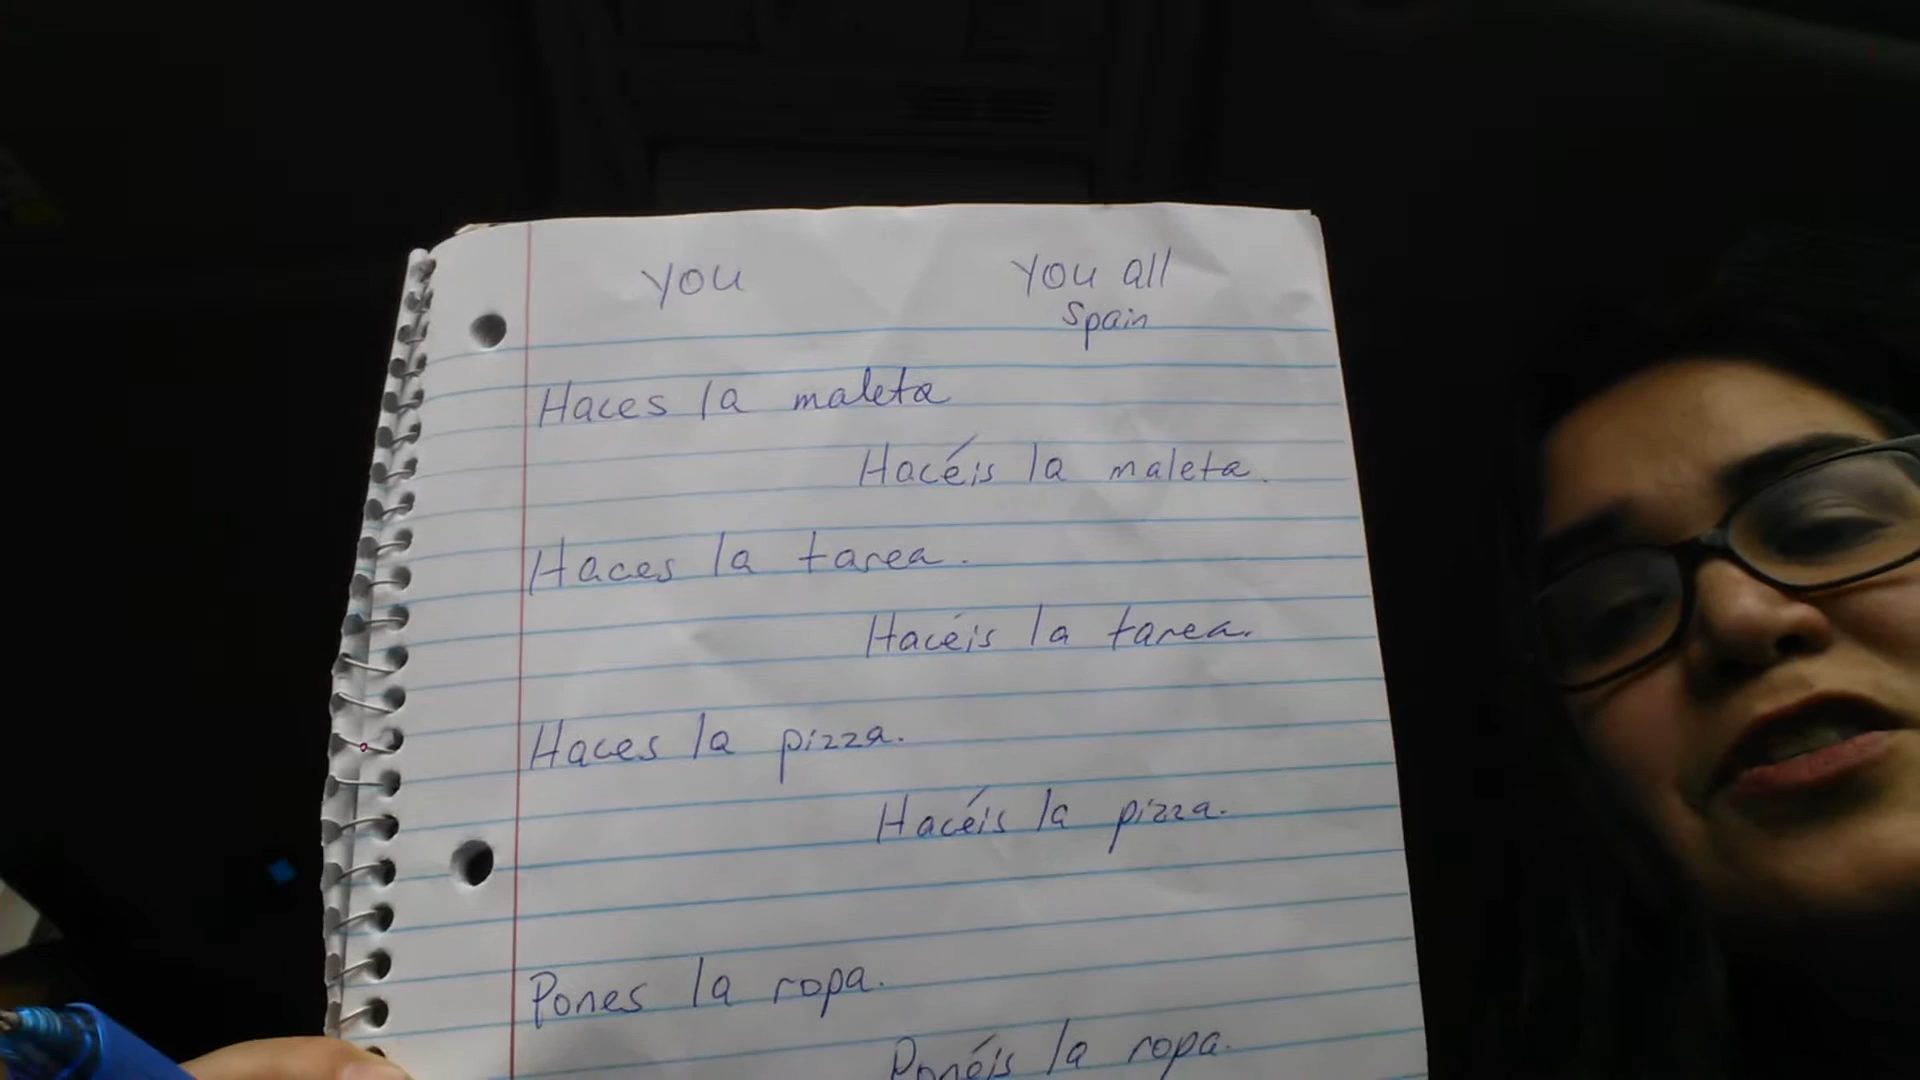 You
You all
Spain
Haces la maleta
Hacéis la maleta.
Haces la tarea.
Hacéis la tarea.
Haces la pizza.
Hacéis la pizza.
Pones la ropa.
Ponéis la ropa.